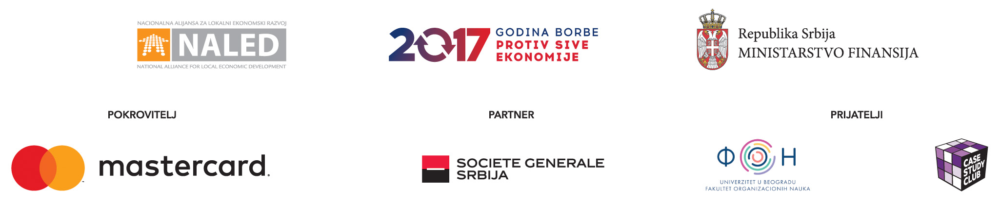 NACIONALNA ALIJANSA ZA LOKALNI EKONOMSKI RAZVOJ
NALED
NATIONAL ALLIANCE FOR LOCAL ECONOMIC DEVELOPMENT
2017
GODINA BORBE
PROTIV SIVE
EKONOMIJE
Republika Srbija
MINISTARSTVO FINANSIJA
POKROVITELJ
PARTNER
PRIJATELJI
mastercard.
SOCIETE GENERALE
SRBIJA
ФОН
UNIVERZITET U BEOGRADU
FAKULTET ORGANIZACIONIH NAUKA
CASE
STUDY
CLUB